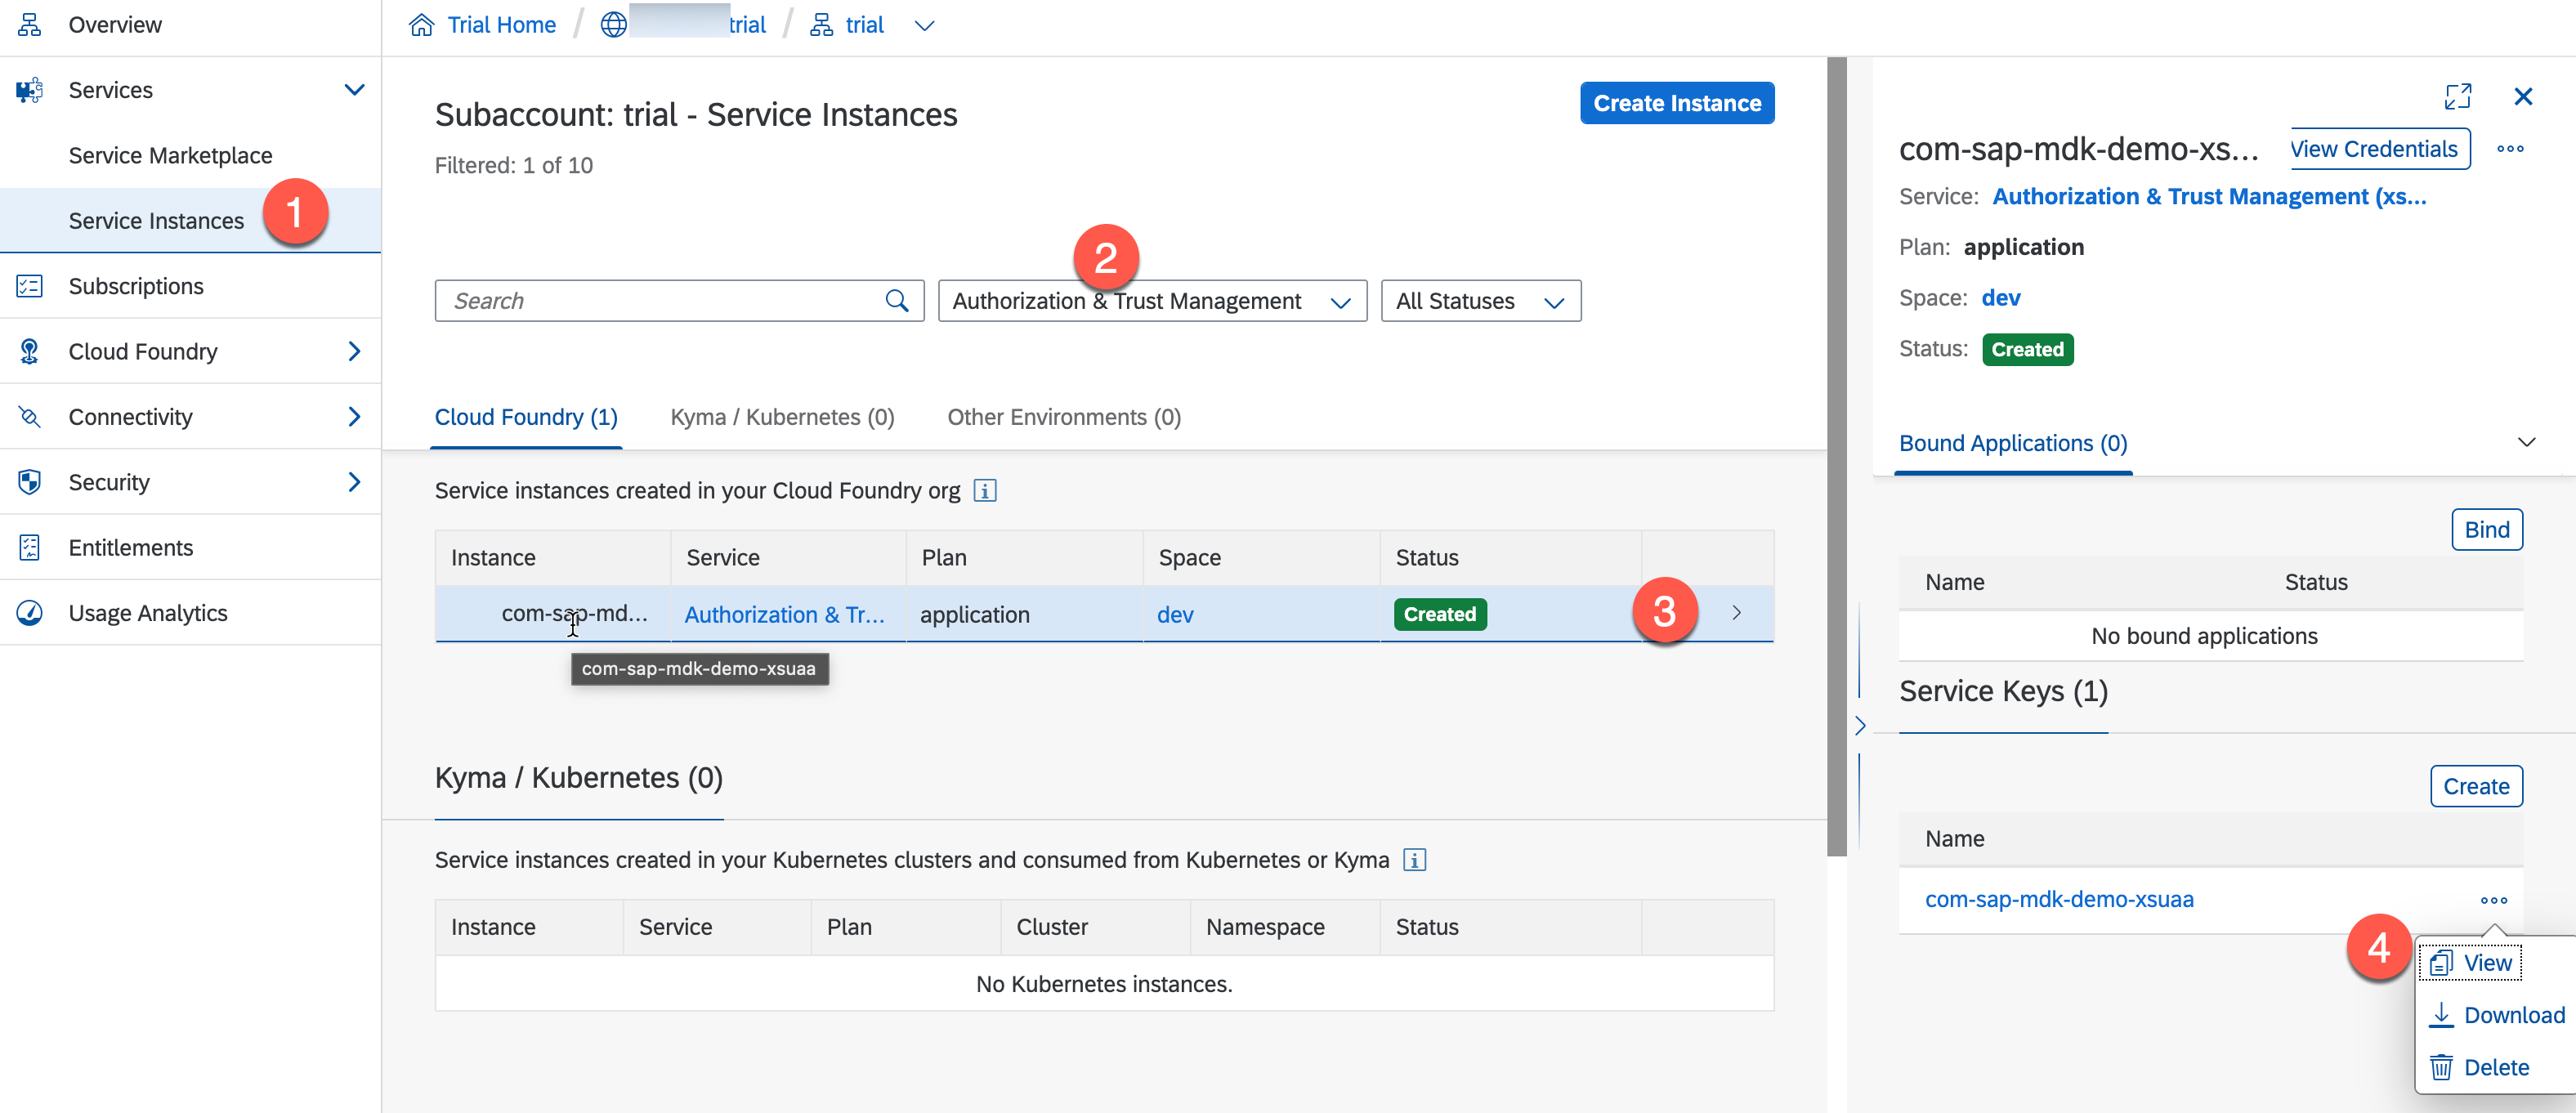 Overview
Services
Service Marketplace
Service Instances
1
Subscriptions
Cloud Foundry
Connectivity
Security
Entitlements
Usage Analytics
Trial Home / trial / trial
Subaccount: trial - Service Instances
Create Instance
Filtered: 1 of 10
2
Search
Authorization & Trust Management
All Statuses
Cloud Foundry (1)
Kyma / Kubernetes (0)
Other Environments (0)
Service instances created in your Cloud Foundry org
Instance Service Plan Space Status
com-sap-md... Authorization & Tr... application dev Created
3
com-sap-mdk-demo-xsuaa
Kyma / Kubernetes (0)
Service instances created in your Kubernetes clusters and consumed from Kubernetes or Kyma
Instance Service Plan Cluster Namespace Status
No Kubernetes instances.
com-sap-mdk-demo-xs...
View Credentials
Service: Authorization & Trust Management (xs...
Plan: application
Space: dev
Status: Created
Bound Applications (0)
Bind
Name Status
No bound applications
Service Keys (1)
Create
Name
com-sap-mdk-demo-xsuaa
4
View
Download
Delete